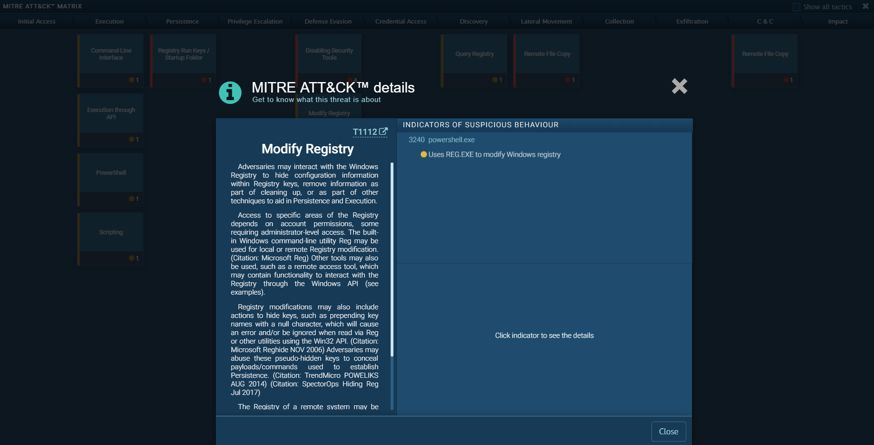 MITRE ATT&CK™ MATRIX
Show all tactics
Initial Access
Execution
Persistence
Privilege Escalation
Defense Evasion
Credential Access
Discovery
Lateral Movement
Collection
Exfiltration
C & C
Impact
Command-Line
Interface
1
Registry Run Keys /
Startup Folder
1
Disabling Security
Tools
Query Registry
1
Remote File Copy
1
Remote File Copy
1
Execution through
API
1
Modify Registry
PowerShell
1
Scripting
1
MITRE ATT&CK™ details
Get to know what this threat is about
T1112
Modify Registry
Adversaries may interact with the Windows
Registry to hide configuration information
within Registry keys, remove information as
part of cleaning up, or as part of other
techniques to aid in Persistence and Execution.
Access to specific areas of the Registry
depends on account permissions, some
requiring administrator-level access. The built-
in Windows command-line utility Reg may be
used for local or remote Registry modification.
(Citation: Microsoft Reg) Other tools may also
be used, such as a remote access tool, which
may contain functionality to interact with the
Registry through the Windows API (see
examples).
Registry modifications may also include
actions to hide keys, such as prepending key
names with a null character, which will cause
an error and/or be ignored when read via Reg
or other utilities using the Win32 API. (Citation:
Microsoft Reghide NOV 2006) Adversaries may
abuse these pseudo-hidden keys to conceal
payloads/commands used to establish
Persistence. (Citation: TrendMicro POWELIKS
AUG 2014) (Citation: SpectorOps Hiding Reg
Jul 2017)
The Registry of a remote system may be
INDICATORS OF SUSPICIOUS BEHAVIOUR
3240 powershell.exe
Uses REG.EXE to modify Windows registry
Click indicator to see the details
Close